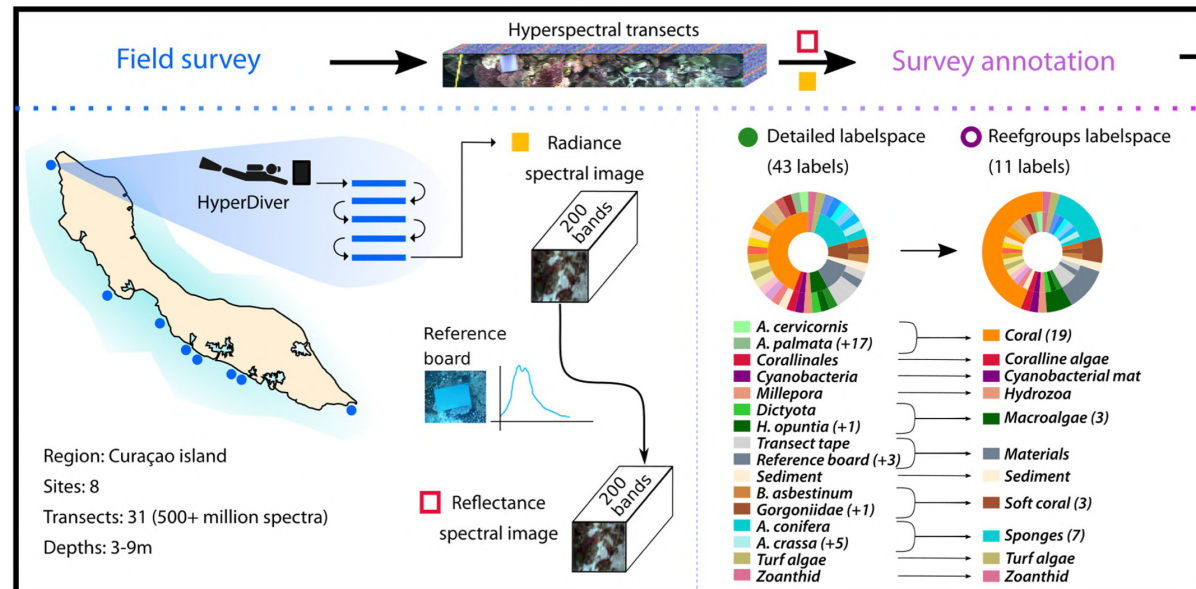 Field survey
Hyperspectral transects
Survey annotation
HyperDiver
Radiance
spectral image
200
bands
Reference
board
Reflectance
spectral image
200
bands
Region: Curaçao island
Sites: 8
Transects: 31 (500+ million spectra)
Depths: 3-9m
Detailed labelspace
(43 labels)
Reefgroups labelspace
(11 labels)
A. cervicornis
A. palmata (+17)
Corallinales
Cyanobacteria
Millepora
Dictyota
H. opuntia (+1)
Transect tape
Reference board (+3)
Sediment
B. asbestinum
Gorgoniidae (+1)
A. conifera
A. crassa (+5)
Turf algae
Zoanthid
Coral (19)
Coralline algae
Cyanobacterial mat
Hydrozoa
Macroalgae (3)
Materials
Sediment
Soft coral (3)
Sponges (7)
Turf algae
Zoanthid